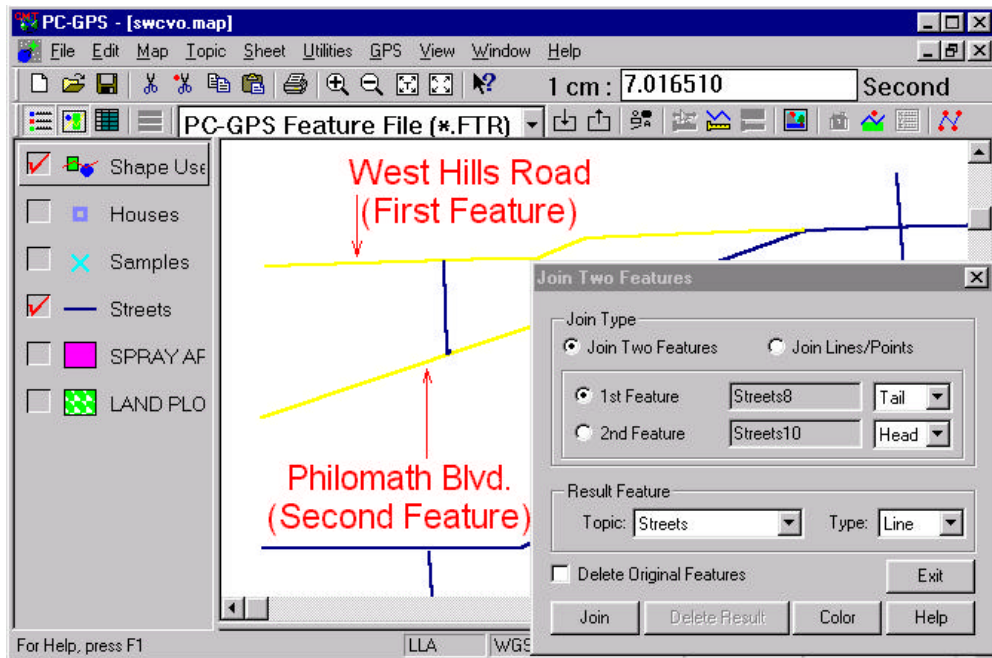 PC-GPS - [swcvo.map]
File Edit Map Topic Sheet Utilities GPS View Window Help
1 cm : 7.016510 Second
PC-GPS Feature File (*.FTR)
Shape Use
Houses
Samples
Streets
SPRAY AF
LAND PLO
West Hills Road
(First Feature)
Philomath Blvd.
(Second Feature)
Join Two Features
Join Type
Join Two Features Join Lines/Points
1st Feature Streets8 Tail
2nd Feature Streets10 Head
Result Feature
Topic: Streets Type: Line
Delete Original Features Exit
Join Delete Result Color Help
For Help, press F1 LLA WGS